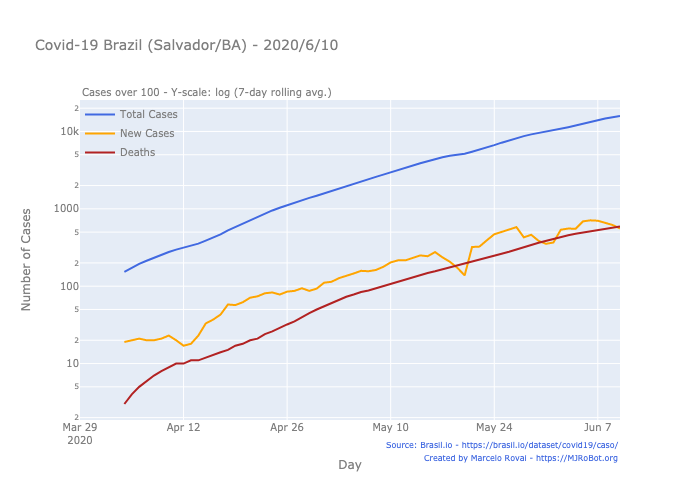 Covid-19 Brazil (Salvador/BA) - 2020/6/10
Cases over 100 - Y-scale: log (7-day rolling avg.)
Total Cases
New Cases
Deaths
2
10k
5
2
1000
5
2
100
5
2
10
5
2
Number of Cases
Mar 29
2020
Apr 12
Apr 26
May 10
May 24
Jun 7
Day
Source: Brasil.io - https://brasil.io/dataset/covid19/caso/
Created by Marcelo Rovai - https://MJRoBot.org